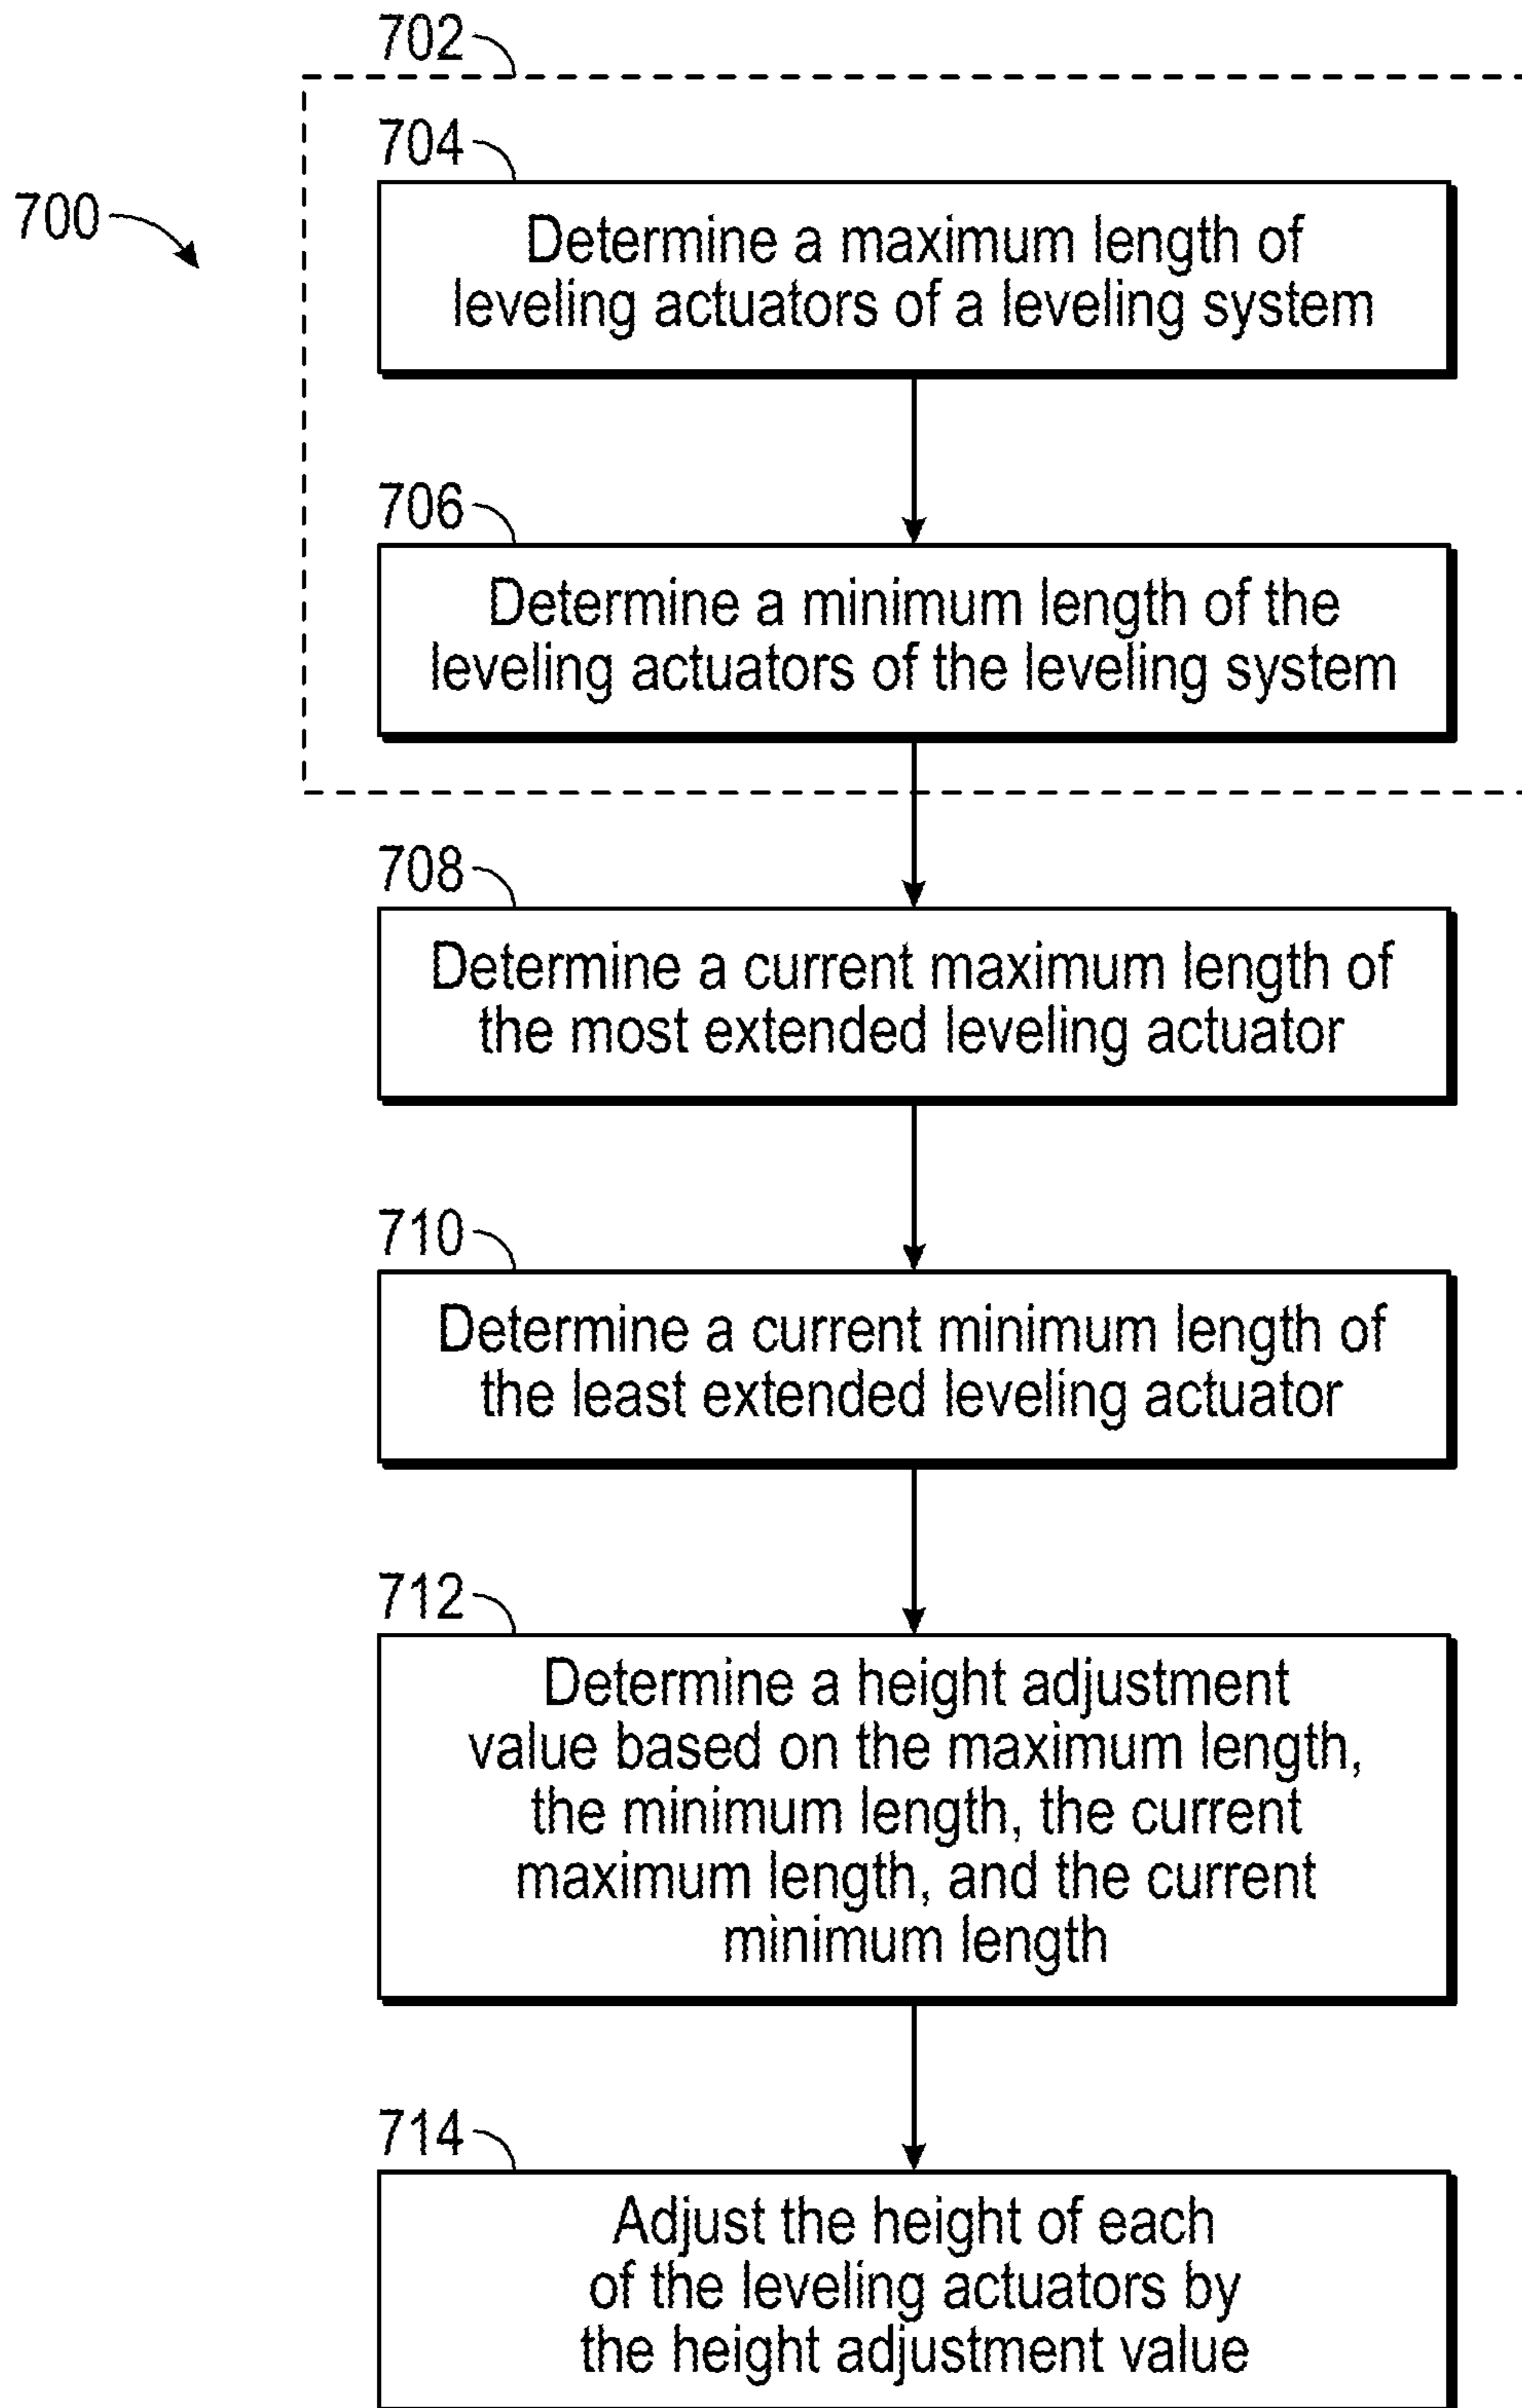 702
704
700
Determine a maximum length of
leveling actuators of a leveling system
706
Determine a minimum length of the
leveling actuators of the leveling system
708
Determine a current maximum length of
the most extended leveling actuator
710
Determine a current minimum length of
the least extended leveling actuator
712
Determine a height adjustment
value based on the maximum length,
the minimum length, the current
maximum length, and the current
minimum length
714
Adjust the height of each
of the leveling actuators by
the height adjustment value